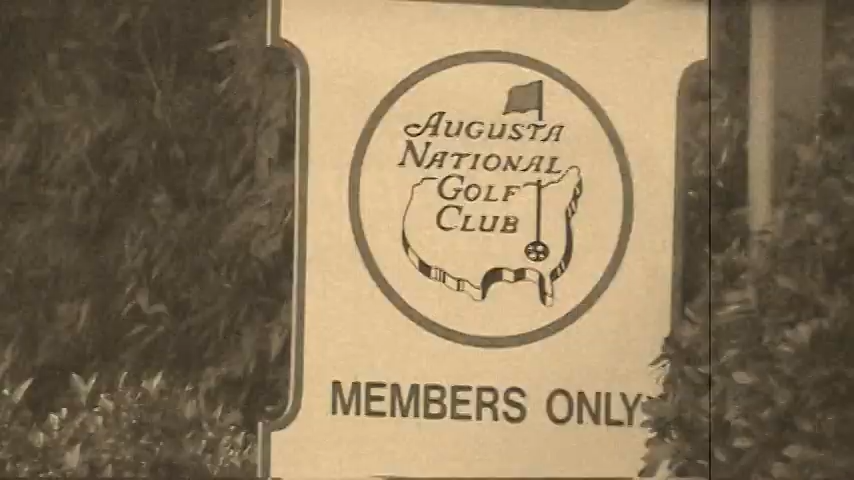 AUGUSTA
NATIONAL
GOLF
CLUB
MEMBERS ONLY